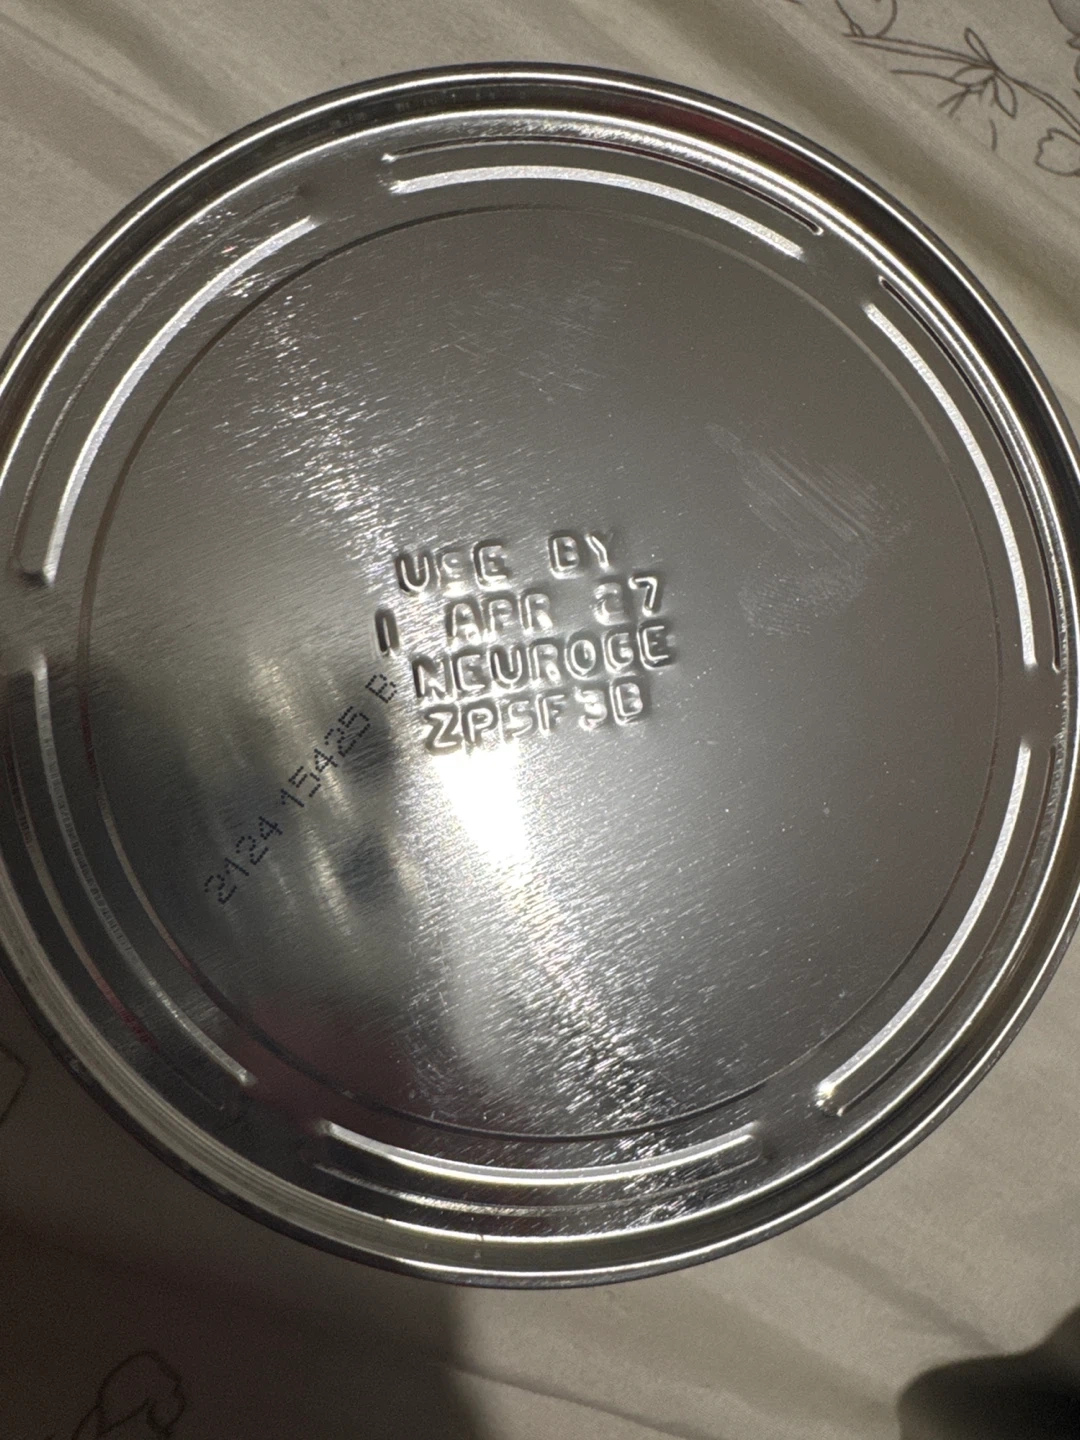 USE BY
1 APR 27
NEUROGE
ZP5F3B
2124 15425 B